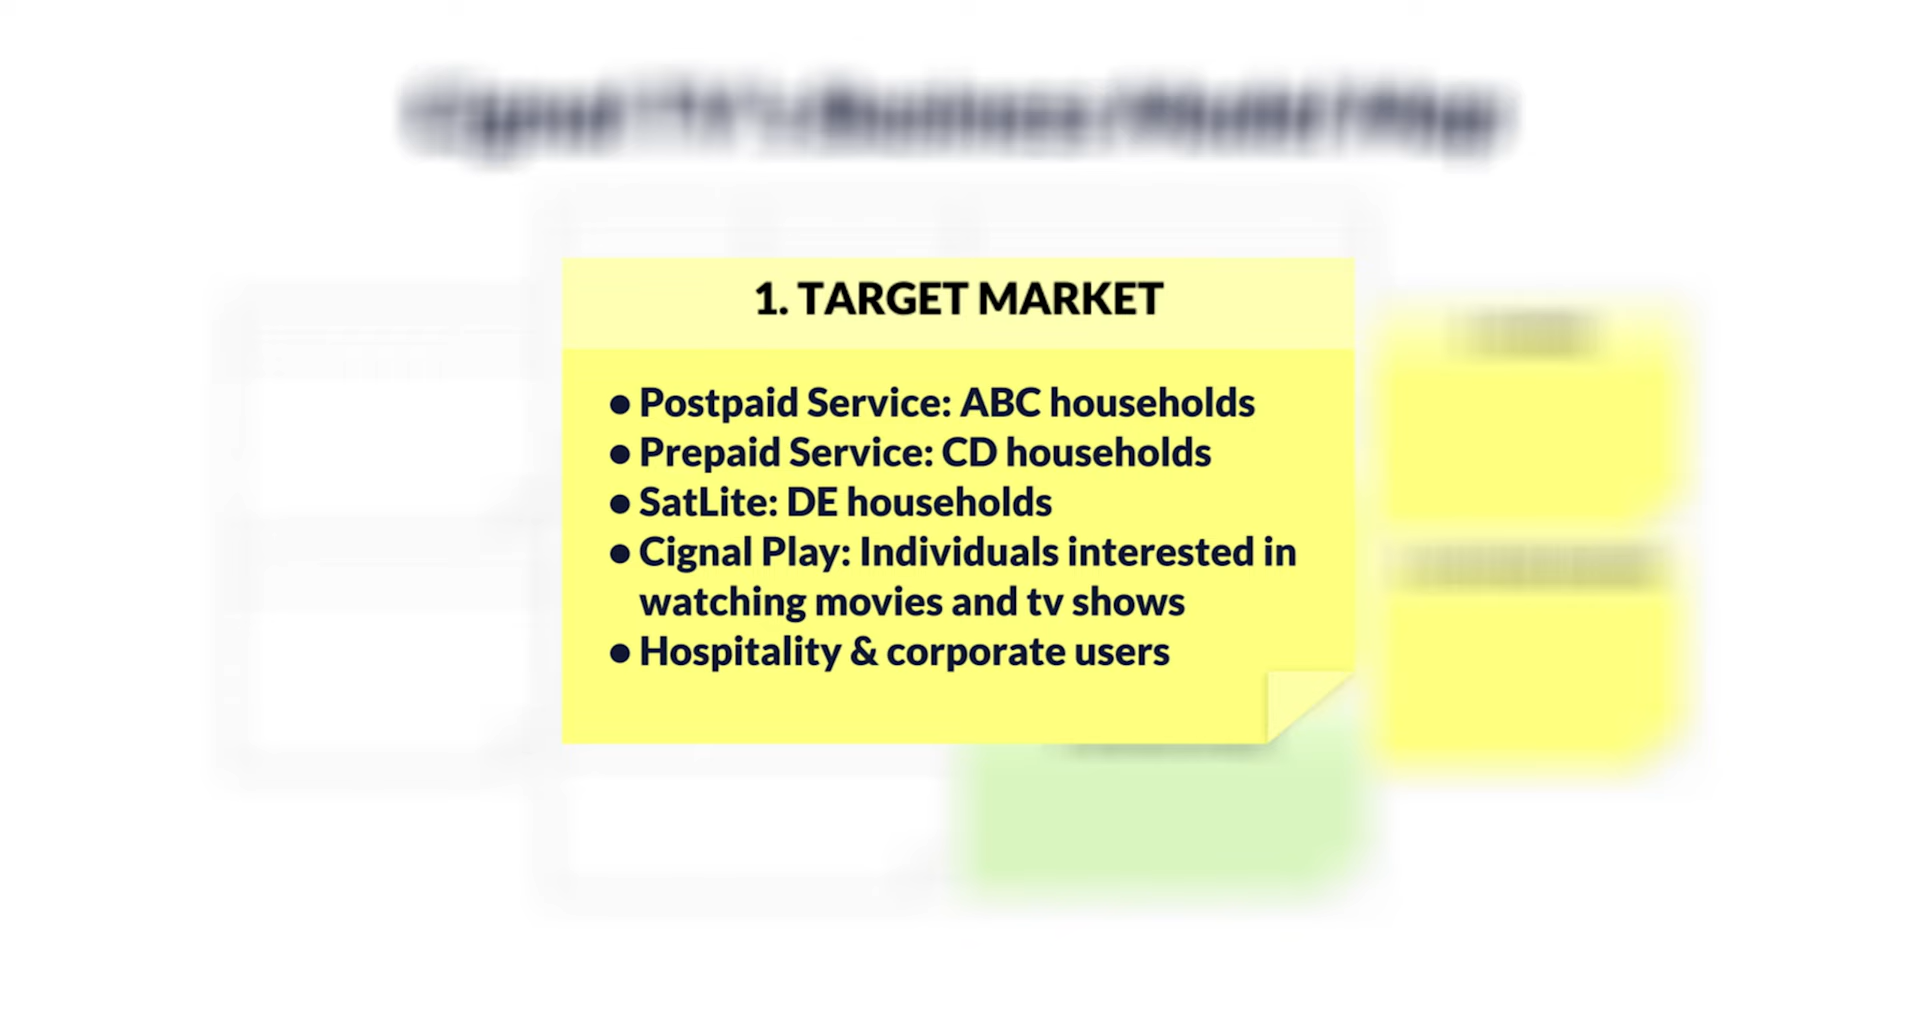 1. TARGET MARKET
● Postpaid Service: ABC households
● Prepaid Service: CD households
● SatLite: DE households
● Cignal Play: Individuals interested in
watching movies and tv shows
● Hospitality & corporate users